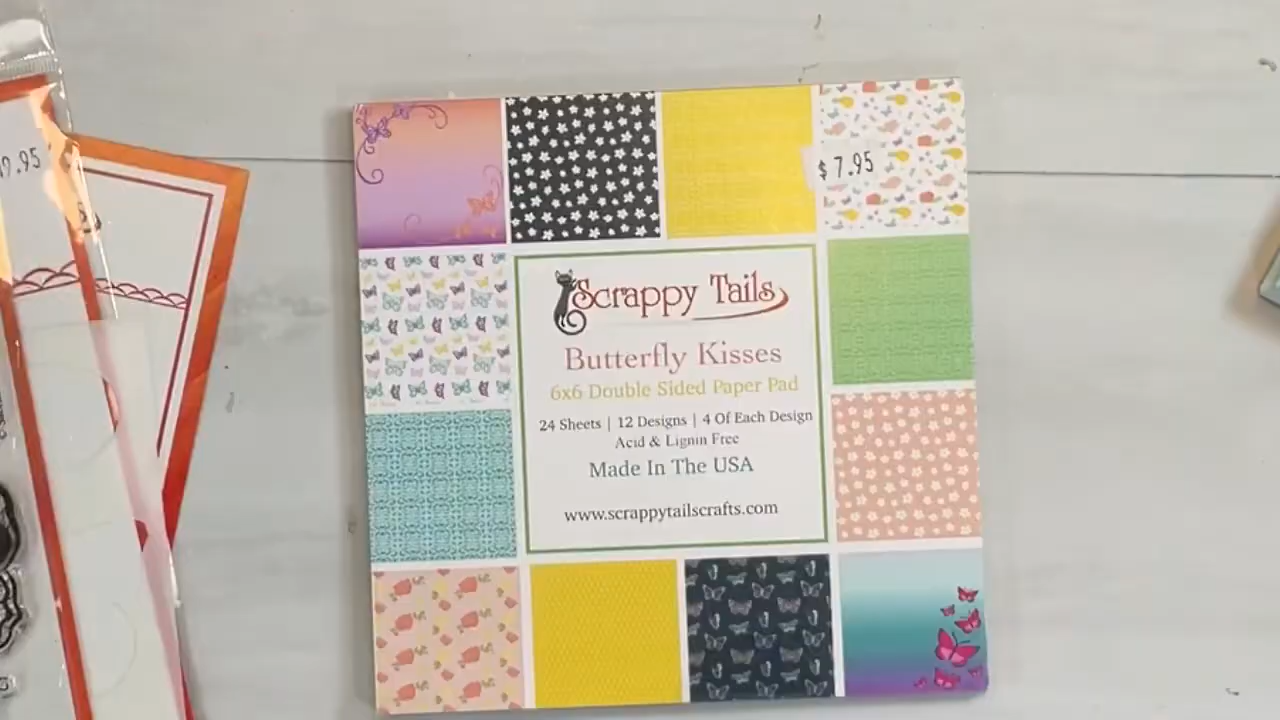 $ 7.95
Scrappy Tails
Butterfly Kisses
6x6 Double Sided Paper Pad
24 Sheets | 12 Designs | 4 Of Each Design
Acid & Lignin Free
Made In The USA
www.scrappytailscrafts.com